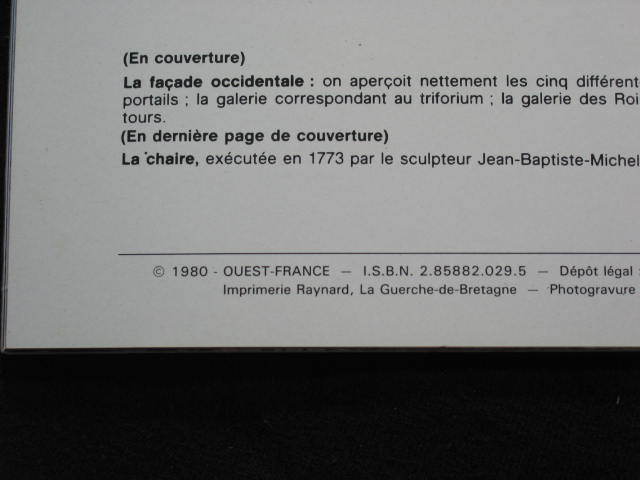 (En couverture)
La façade occidentale : on aperçoit nettement les cinq différent
portails ; la galerie correspondant au triforium ; la galerie des Roi
tours.
(En dernière page de couverture)
La chaire, exécutée en 1773 par le sculpteur Jean-Baptiste-Michel
© 1980 - OUEST-FRANCE — I.S.B.N. 2.85882.029.5 — Dépôt légal :
Imprimerie Raynard, La Guerche-de-Bretagne — Photogravure